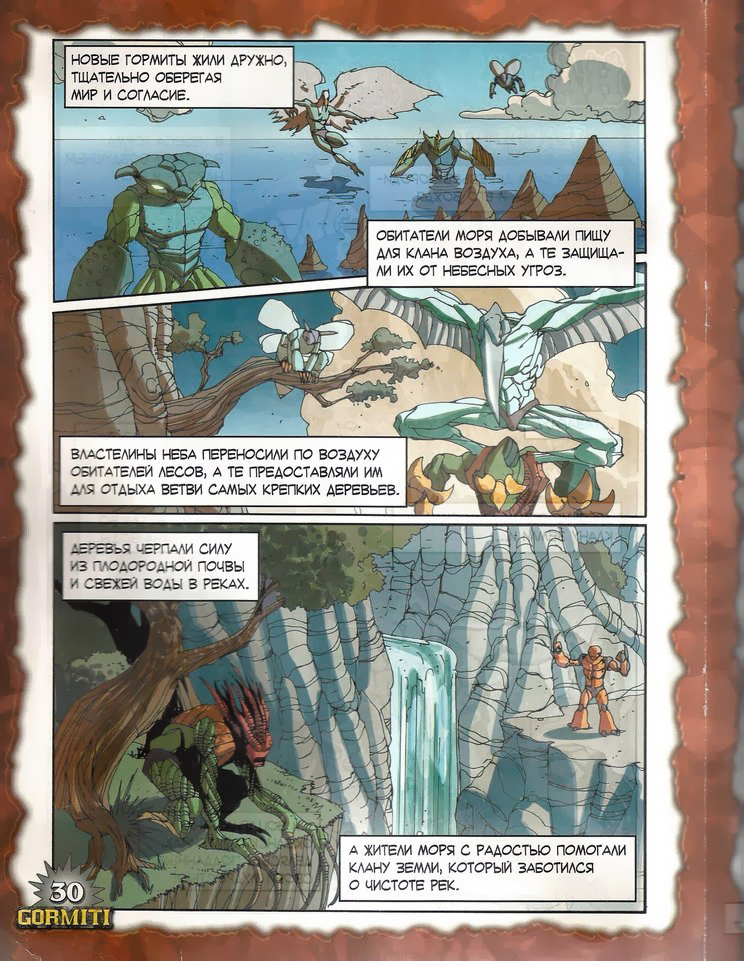 НОВЫЕ ГОРМИТЫ ЖИЛИ ДРУЖНО,
ТЩАТЕЛЬНО ОБЕРЕГАЯ
МИР И СОГЛАСИЕ.
ОБИТАТЕЛИ МОРЯ ДОБЫВАЛИ ПИЩУ
ДЛЯ КЛАНА ВОЗДУХА, А ТЕ ЗАЩИЩА-
ЛИ ИХ ОТ НЕБЕСНЫХ УГРОЗ.
ВЛАСТЕЛИНЫ НЕБА ПЕРЕНОСИЛИ ПО ВОЗДУХУ
ОБИТАТЕЛЕЙ ЛЕСОВ, А ТЕ ПРЕДОСТАВЛЯЛИ ИМ
ДЛЯ ОТДЫХА ВЕТВИ САМЫХ КРЕПКИХ ДЕРЕВЬЕВ.
ДЕРЕВЬЯ ЧЕРПАЛИ СИЛУ
ИЗ ПЛОДОРОДНОЙ ПОЧВЫ
И СВЕЖЕЙ ВОДЫ В РЕКАХ.
А ЖИТЕЛИ МОРЯ С РАДОСТЬЮ ПОМОГАЛИ
КЛАНУ ЗЕМЛИ, КОТОРЫЙ ЗАБОТИЛСЯ
О ЧИСТОТЕ РЕК.
30
GORMITI